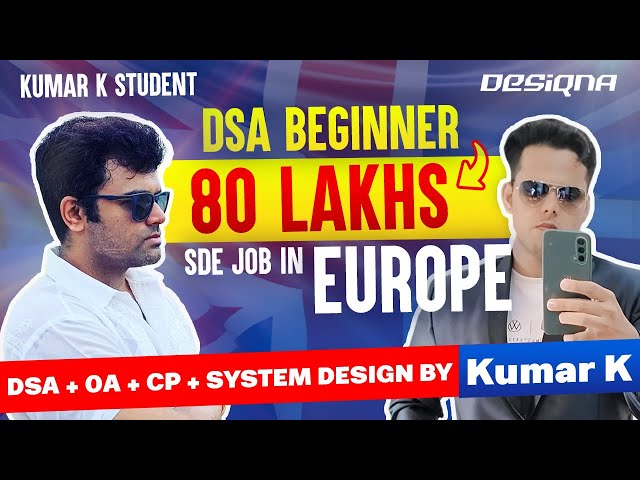 KUMAR K STUDENT
DESIQNA
DSA BEGINNER
80 LAKHS
SDE JOB IN EUROPE
DSA + OA + CP + SYSTEM DESIGN BY Kumar K